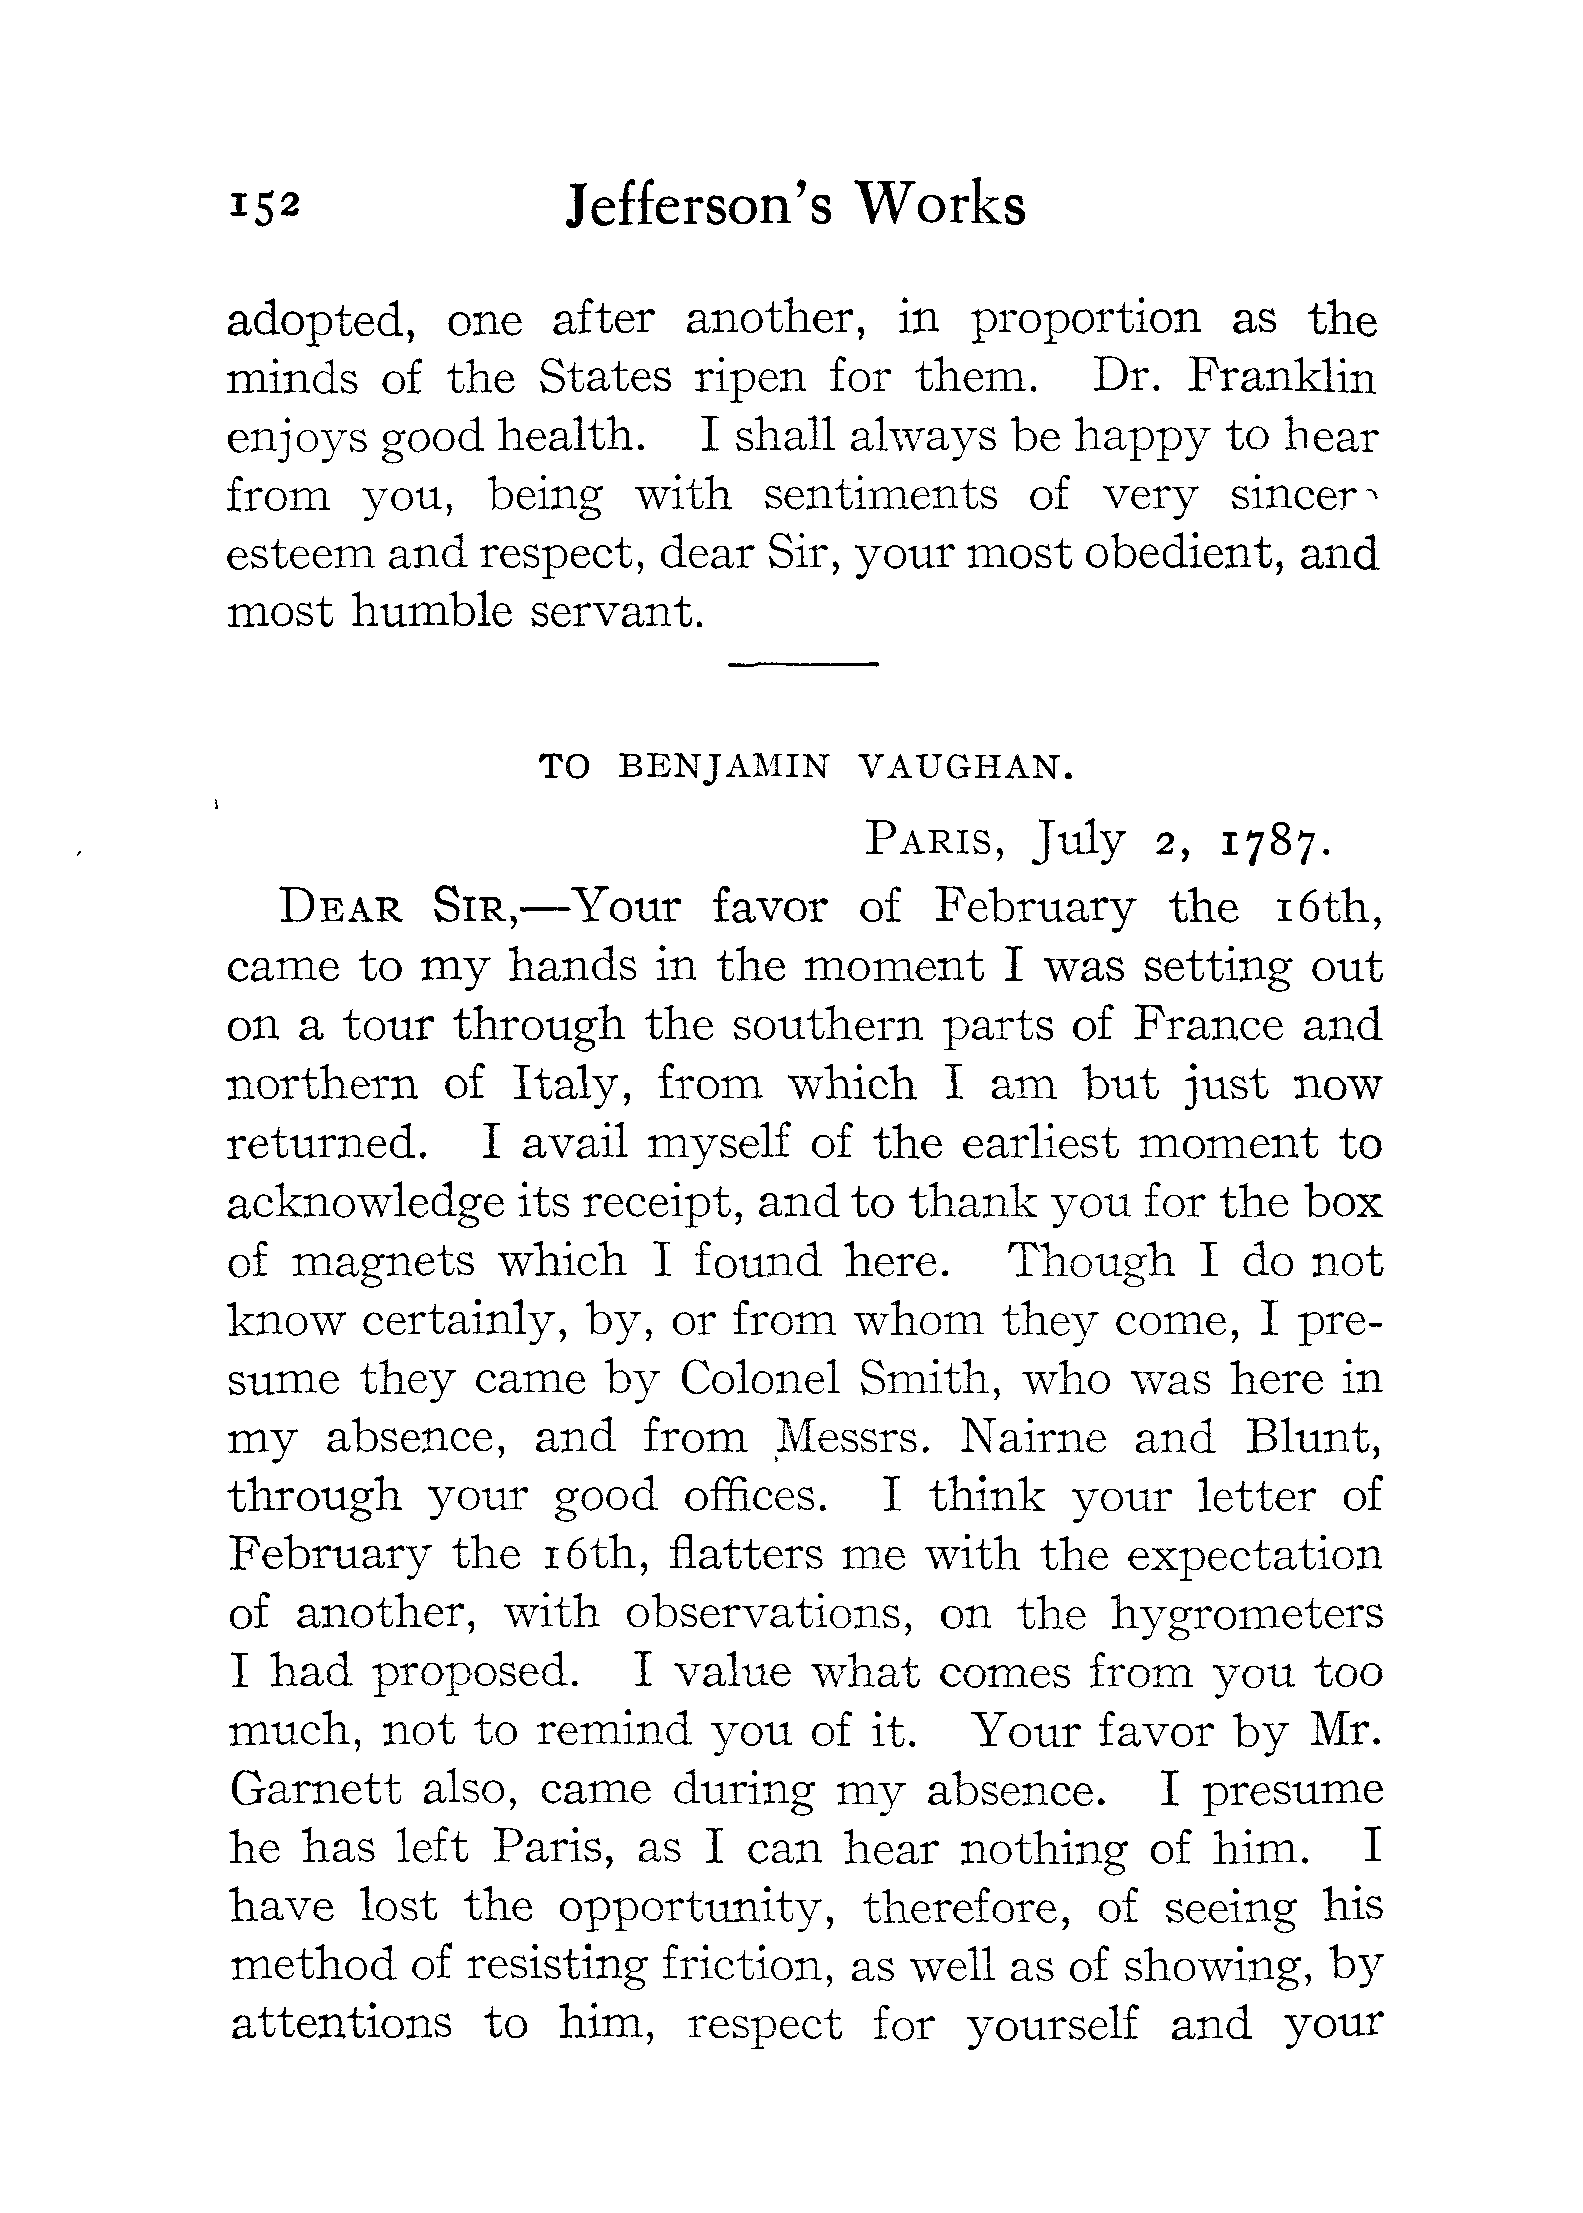 152 Jefferson's Works
adopted, one after another, in proportion as the
minds of the States ripen for them. Dr. Franklin
enjoys good health. I shall always be happy to hear
from you, being with sentiments of very sincere
esteem and respect, dear Sir, your most obedient, and
most humble servant.
TO BENJAMIN VAUGHAN.
PARIS, July 2, 1787.
DEAR SIR,—Your favor of February the 16th,
came to my hands in the moment I was setting out
on a tour through the southern parts of France and
northern of Italy, from which I am but just now
returned. I avail myself of the earliest moment to
acknowledge its receipt, and to thank you for the box
of magnets which I found here. Though I do not
know certainly, by, or from whom they come, I pre-
sume they came by Colonel Smith, who was here in
my absence, and from Messrs. Nairne and Blunt,
through your good offices. I think your letter of
February the 16th, flatters me with the expectation
of another, with observations, on the hygrometers
I had proposed. I value what comes from you too
much, not to remind you of it. Your favor by Mr.
Garnett also, came during my absence. I presume
he has left Paris, as I can hear nothing of him. I
have lost the opportunity, therefore, of seeing his
method of resisting friction, as well as of showing, by
attentions to him, respect for yourself and your